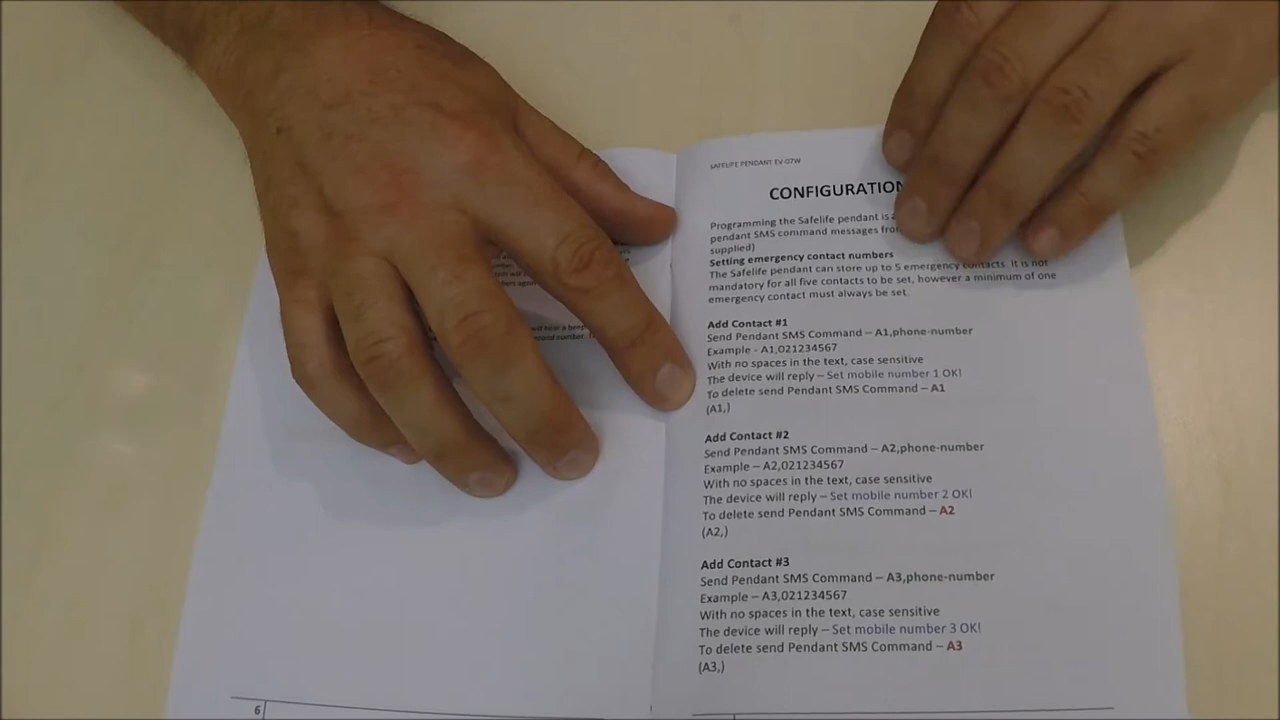 will hear a beep
number.
6
SAFELIFE PENDANT EV-07W
CONFIGURATION
Programming the Safelife pendant is
pendant SMS command messages
supplied)
Setting emergency contact numbers
The Safelife pendant can store up to 5 emergency contacts. It is not
mandatory for all five contacts to be set, however a minimum of one
emergency contact must always be set.
Add Contact #1
Send Pendant SMS Command – A1,phone-number
Example - A1,021234567
With no spaces in the text, case sensitive
The device will reply – Set mobile number 1 OK!
To delete send Pendant SMS Command – A1
(A1,)
Add Contact #2
Send Pendant SMS Command – A2,phone-number
Example – A2,021234567
With no spaces in the text, case sensitive
The device will reply – Set mobile number 2 OK!
To delete send Pendant SMS Command – A2
(A2,)
Add Contact #3
Send Pendant SMS Command – A3,phone-number
Example – A3,021234567
With no spaces in the text, case sensitive
The device will reply – Set mobile number 3 OK!
To delete send Pendant SMS Command – A3
(A3,)